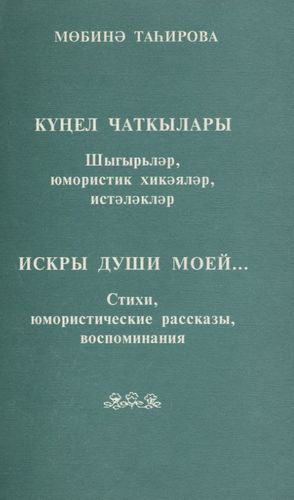 МӨБИНӘ ТАҺИРОВА
КҮҢЕЛ ЧАТКЫЛАРЫ
Шыгырьләр,
юмористик хикәяләр,
истәлекләр
ИСКРЫ ДУШИ МОЕЙ...
Стихи,
юмористические рассказы,
воспоминания